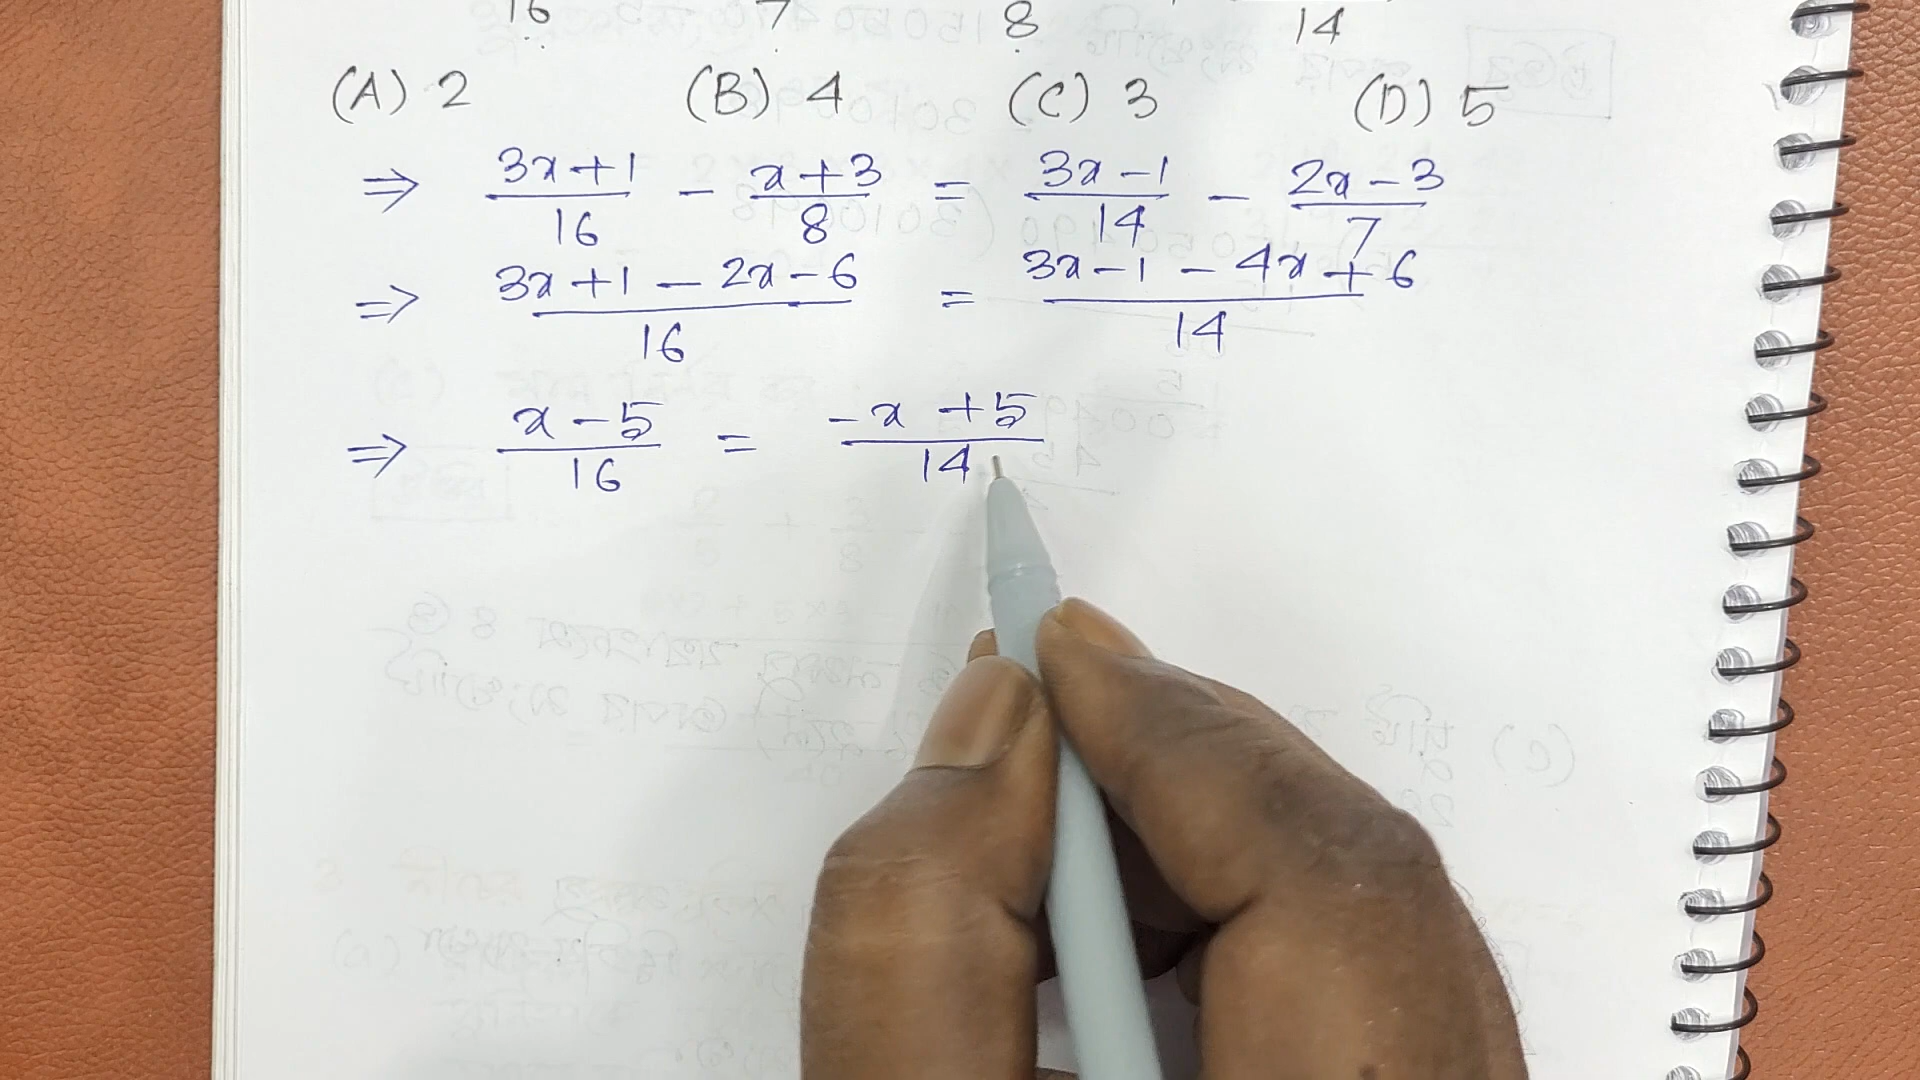 16 7 8 14
(A) 2 (B) 4 (C) 3 (D) 5
⇒ (3x+1)/16 - (x+3)/8 = (3x-1)/14 - (2x-3)/7
⇒ (3x+1-2x-6)/16 = (3x-1-4x+6)/14
⇒ (x-5)/16 = (-x+5)/14